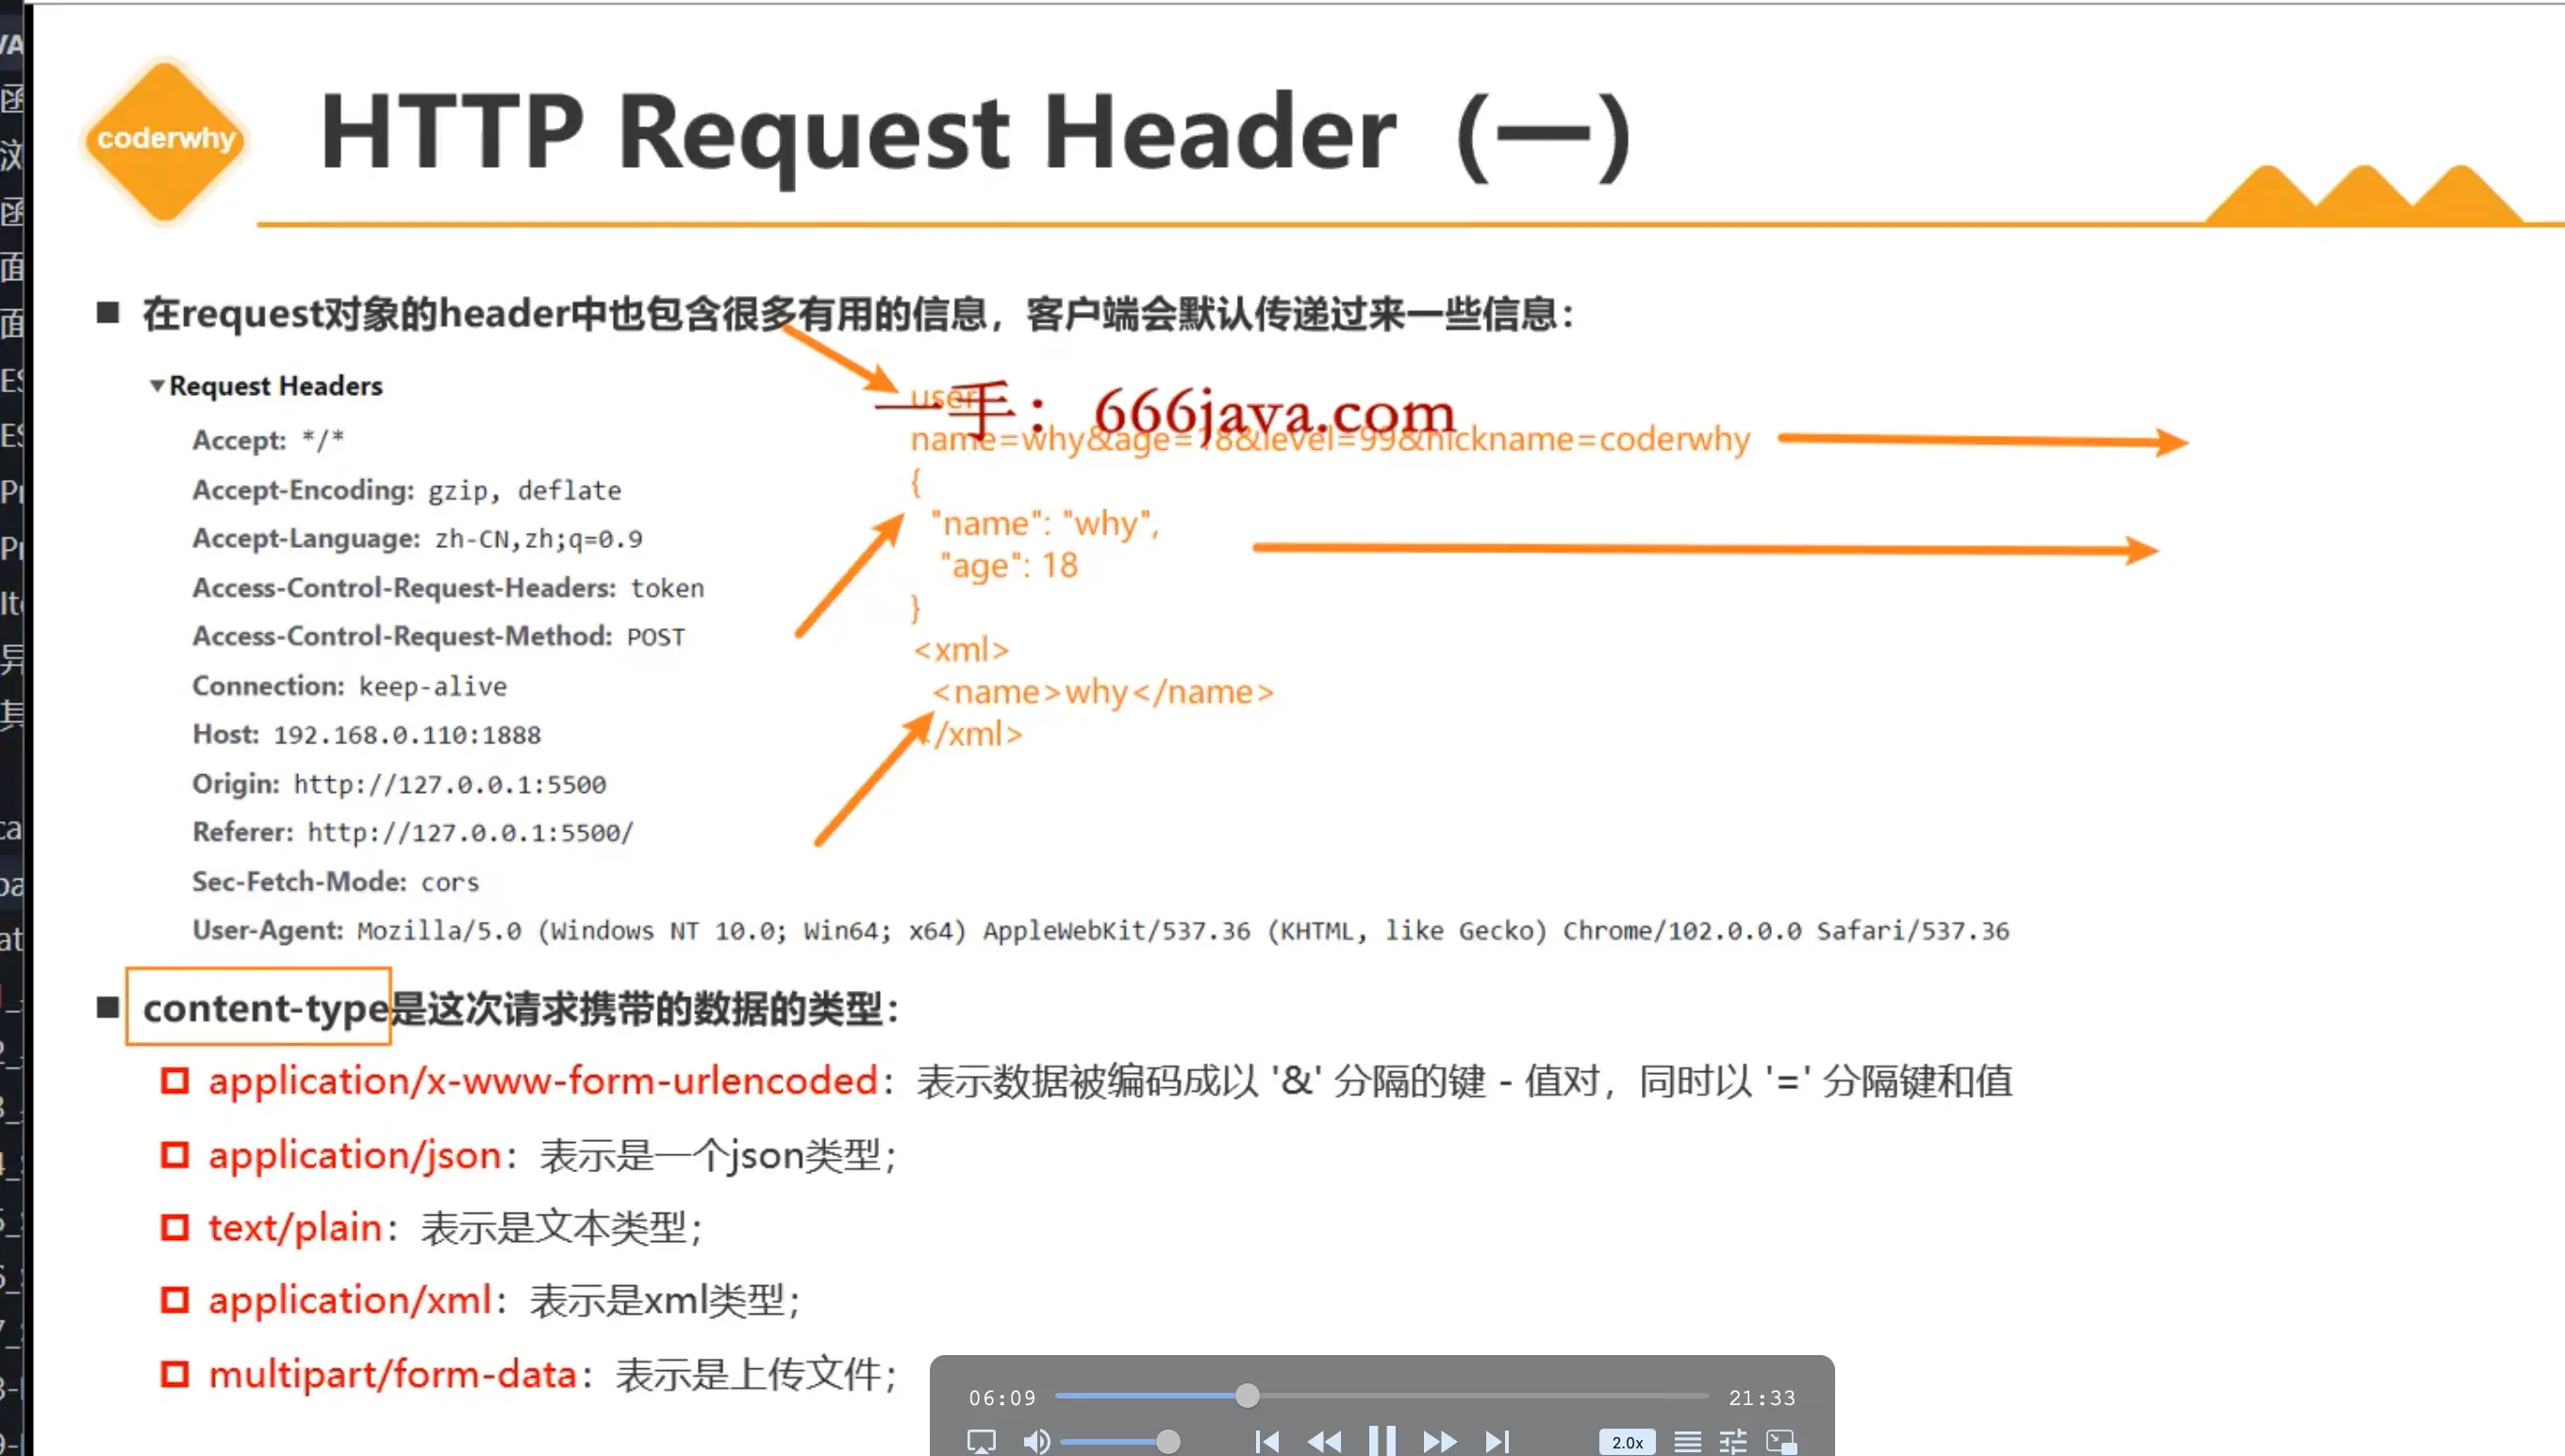 coderwhy
HTTP Request Header（一）
在request对象的header中也包含很多有用的信息，客户端会默认传递过来一些信息：
Request Headers
Accept: */*
Accept-Encoding: gzip, deflate
Accept-Language: zh-CN,zh;q=0.9
Access-Control-Request-Headers: token
Access-Control-Request-Method: POST
Connection: keep-alive
Host: 192.168.0.110:1888
Origin: http://127.0.0.1:5500
Referer: http://127.0.0.1:5500/
Sec-Fetch-Mode: cors
User-Agent: Mozilla/5.0 (Windows NT 10.0; Win64; x64) AppleWebKit/537.36 (KHTML, like Gecko) Chrome/102.0.0.0 Safari/537.36
user
一手： 666java.com
name=why&age=18&level=99&nickname=coderwhy
{
"name": "why",
"age": 18
}
<xml>
<name>why</name>
</xml>
content-type是这次请求携带的数据的类型：
application/x-www-form-urlencoded：表示数据被编码成以 '&' 分隔的键 - 值对，同时以 '=' 分隔键和值
application/json：表示是一个json类型；
text/plain：表示是文本类型；
application/xml：表示是xml类型；
multipart/form-data：表示是上传文件；
06:09
21:33
2.0x